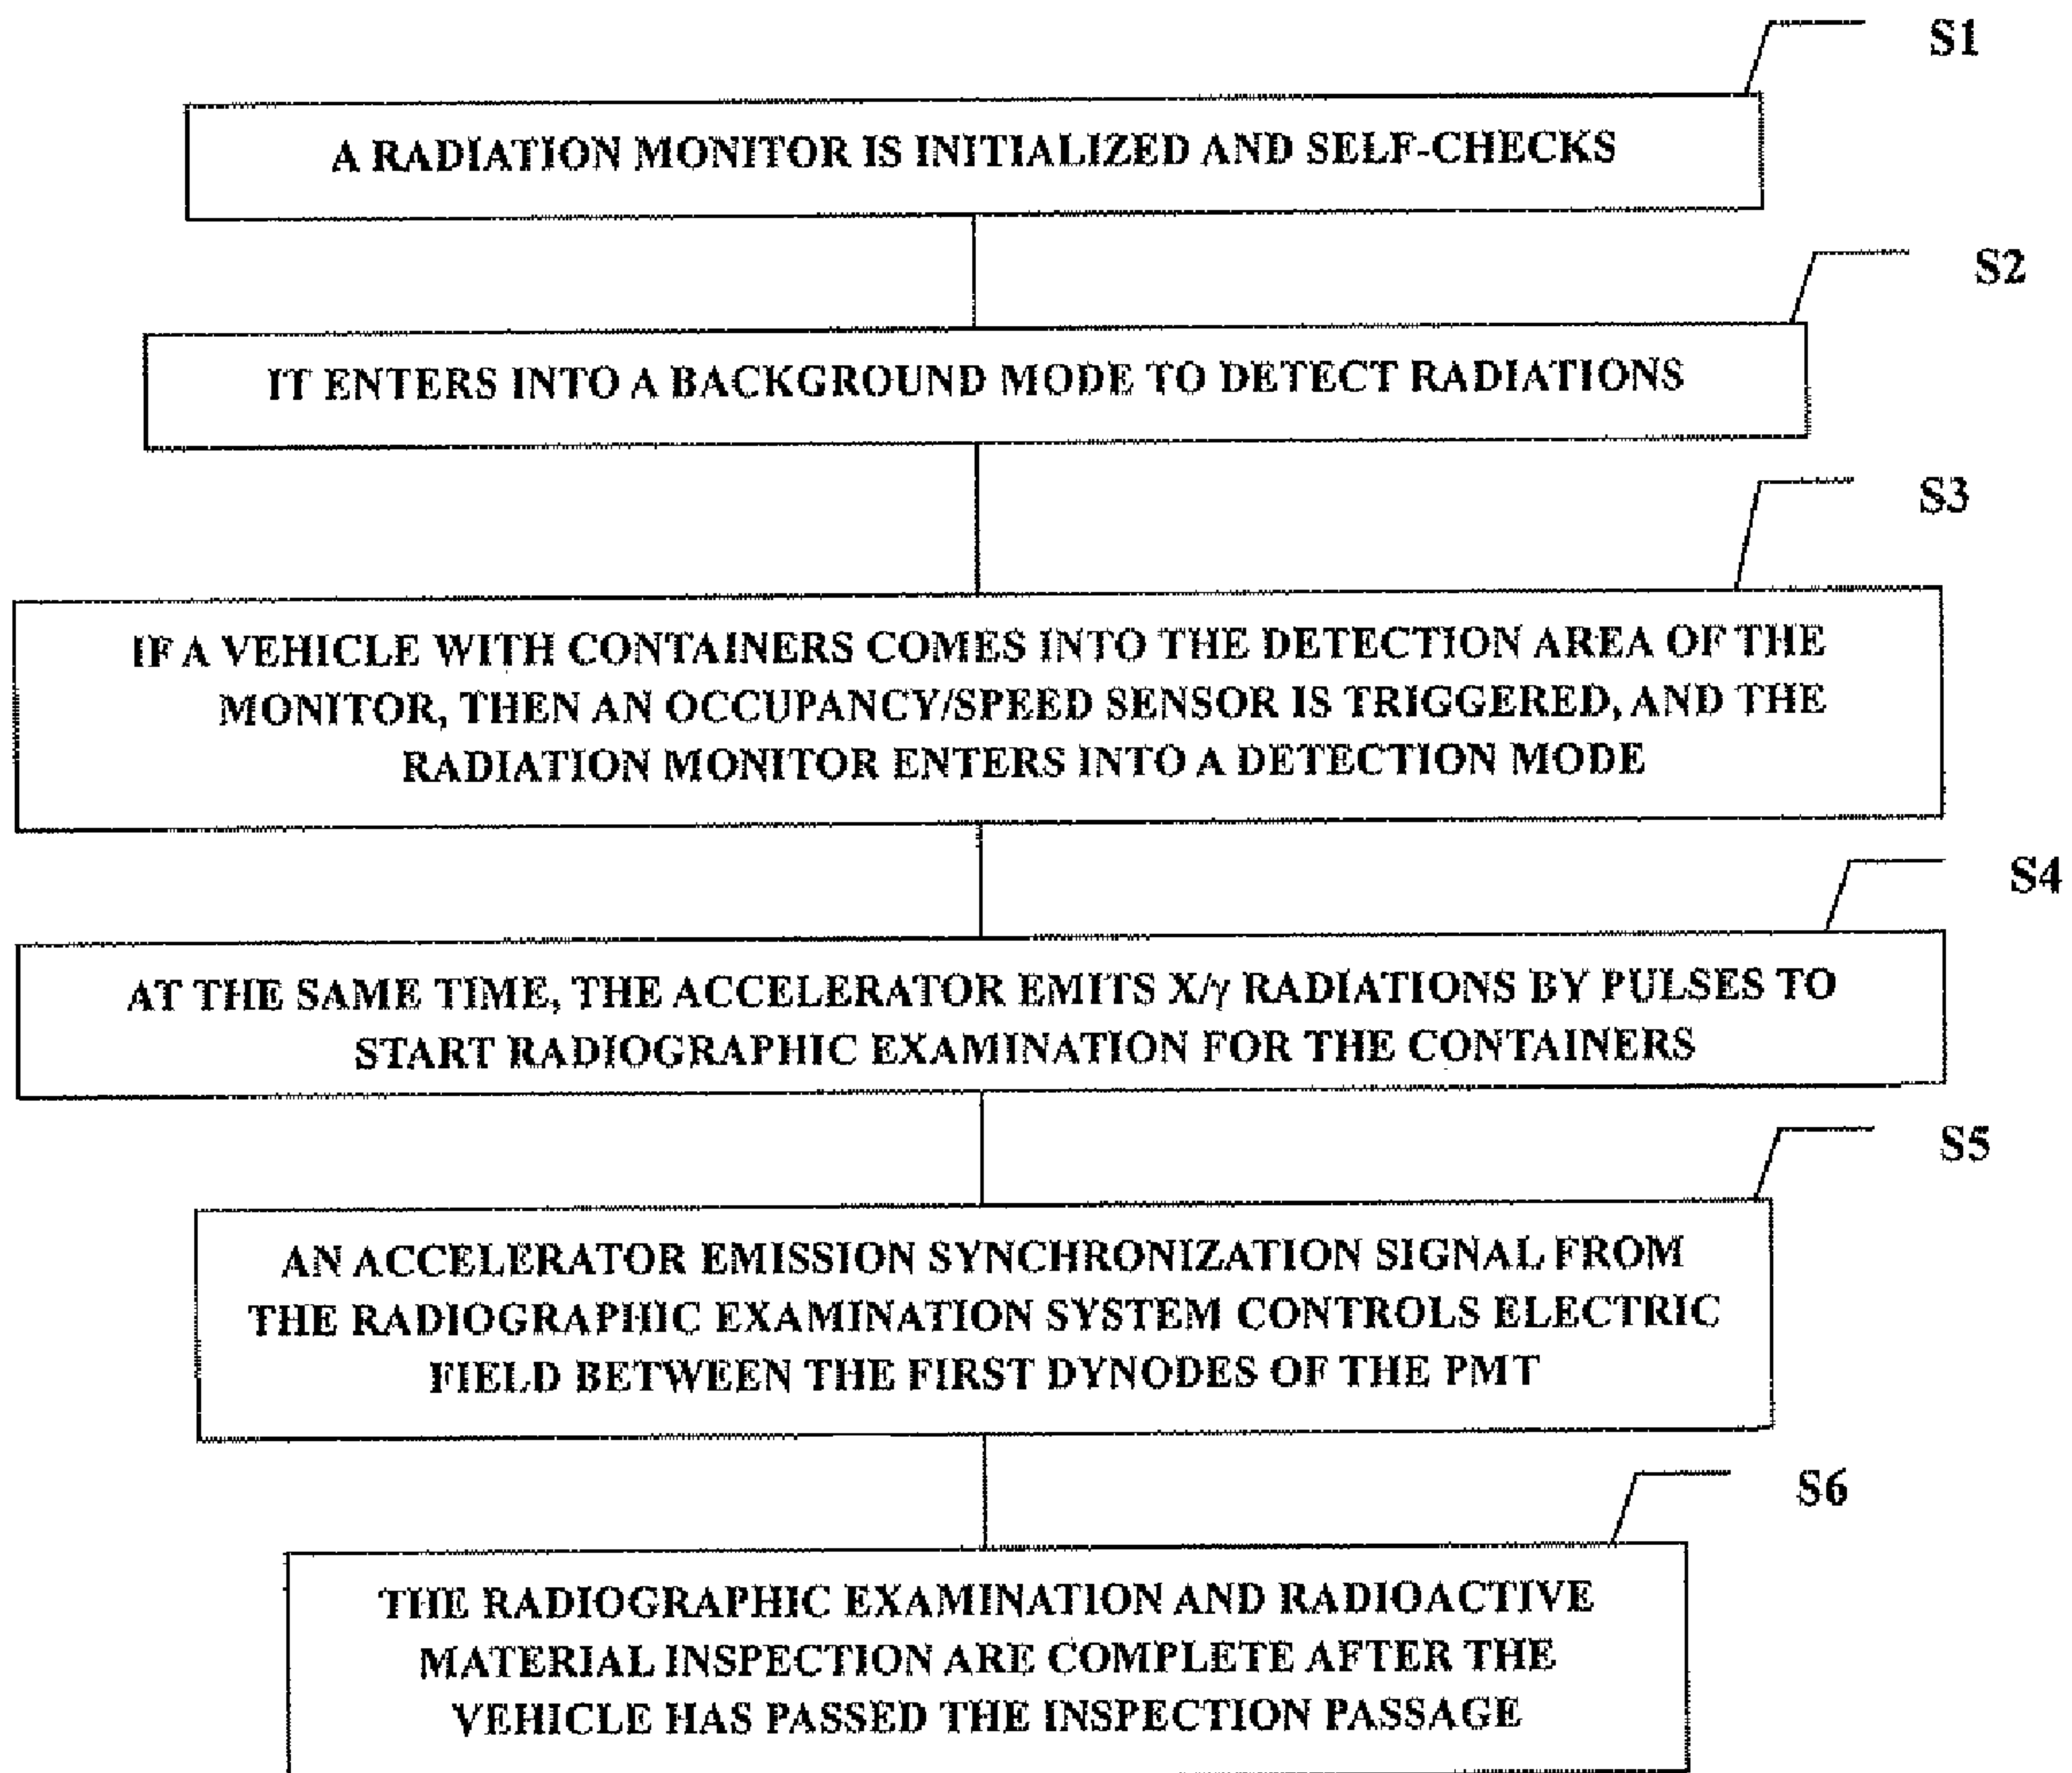 S1
A RADIATION MONITOR IS INITIALIZED AND SELF-CHECKS
S2
IT ENTERS INTO A BACKGROUND MODE TO DETECT RADIATIONS
S3
IF A VEHICLE WITH CONTAINERS COMES INTO THE DETECTION AREA OF THE
MONITOR, THEN AN OCCUPANCY/SPEED SENSOR IS TRIGGERED, AND THE
RADIATION MONITOR ENTERS INTO A DETECTION MODE
S4
AT THE SAME TIME, THE ACCELERATOR EMITS X/γ RADIATIONS BY PULSES TO
START RADIOGRAPHIC EXAMINATION FOR THE CONTAINERS
S5
AN ACCELERATOR EMISSION SYNCHRONIZATION SIGNAL FROM
THE RADIOGRAPHIC EXAMINATION SYSTEM CONTROLS ELECTRIC
FIELD BETWEEN THE FIRST DYNODES OF THE PMT
S6
THE RADIOGRAPHIC EXAMINATION AND RADIOACTIVE
MATERIAL INSPECTION ARE COMPLETE AFTER THE
VEHICLE HAS PASSED THE INSPECTION PASSAGE